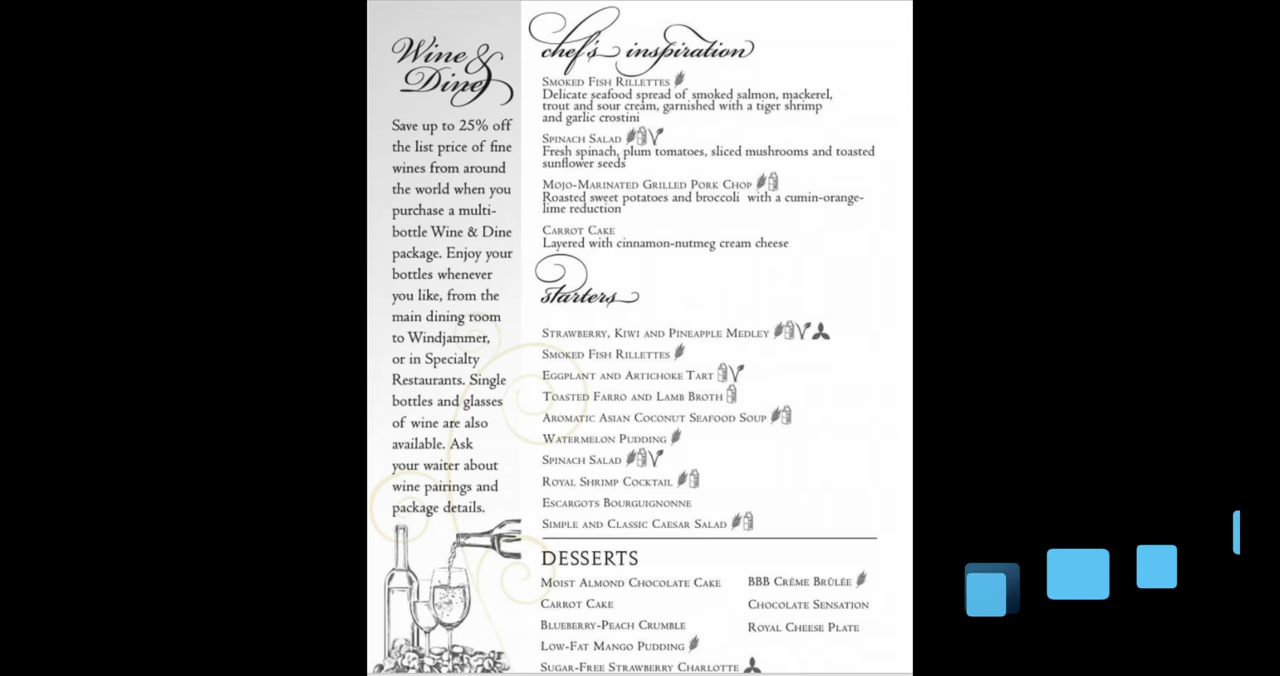 Wine &
Dine
Save up to 25% off
the list price of fine
wines from around
the world when you
purchase a multi-
bottle Wine & Dine
package. Enjoy your
bottles whenever
you like, from the
main dining room
to Windjammer,
or in Specialty
Restaurants. Single
bottles and glasses
of wine are also
available. Ask
your waiter about
wine pairings and
package details.
chef's inspiration
Smoked Fish Rillettes
Delicate seafood spread of smoked salmon, mackerel,
trout and sour cream, garnished with a tiger shrimp
and garlic crostini
Spinach Salad
Fresh spinach, plum tomatoes, sliced mushrooms and toasted
sunflower seeds
Mojo-Marinated Grilled Pork Chop
Roasted sweet potatoes and broccoli with a cumin-orange-
lime reduction
Carrot Cake
Layered with cinnamon-nutmeg cream cheese
starters
Strawberry, Kiwi and Pineapple Medley
Smoked Fish Rillettes
Eggplant and Artichoke Tart
Toasted Farro and Lamb Broth
Aromatic Asian Coconut Seafood Soup
Watermelon Pudding
Spinach Salad
Royal Shrimp Cocktail
Escargots Bourguignonne
Simple and Classic Caesar Salad
DESSERTS
Moist Almond Chocolate Cake
Carrot Cake
Blueberry-Peach Crumble
Low-Fat Mango Pudding
Sugar-Free Strawberry Charlotte
BBB Crème Brûlée
Chocolate Sensation
Royal Cheese Plate